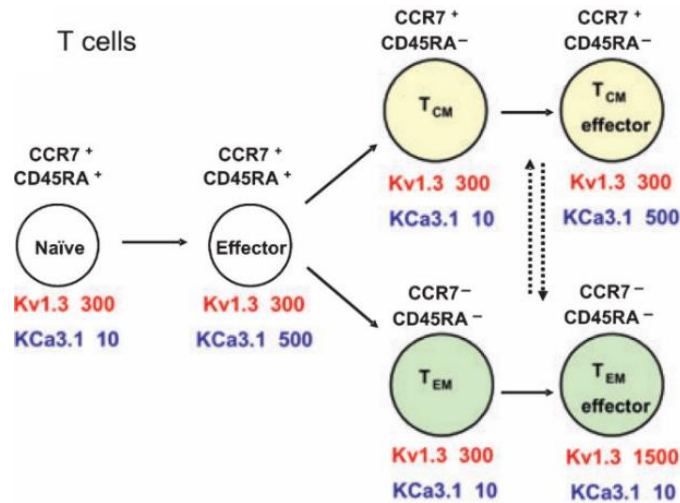 T cells
CCR7 +
CD45RA +
Naïve
Kv1.3 300
KCa3.1 10
CCR7 +
CD45RA +
Effector
Kv1.3 300
KCa3.1 500
CCR7 +
CD45RA−
TCM
Kv1.3 300
KCa3.1 10
CCR7 +
CD45RA−
TCM
effector
Kv1.3 300
KCa3.1 500
CCR7−
CD45RA−
TEM
Kv1.3 300
KCa3.1 10
CCR7−
CD45RA−
TEM
effector
Kv1.3 1500
KCa3.1 10